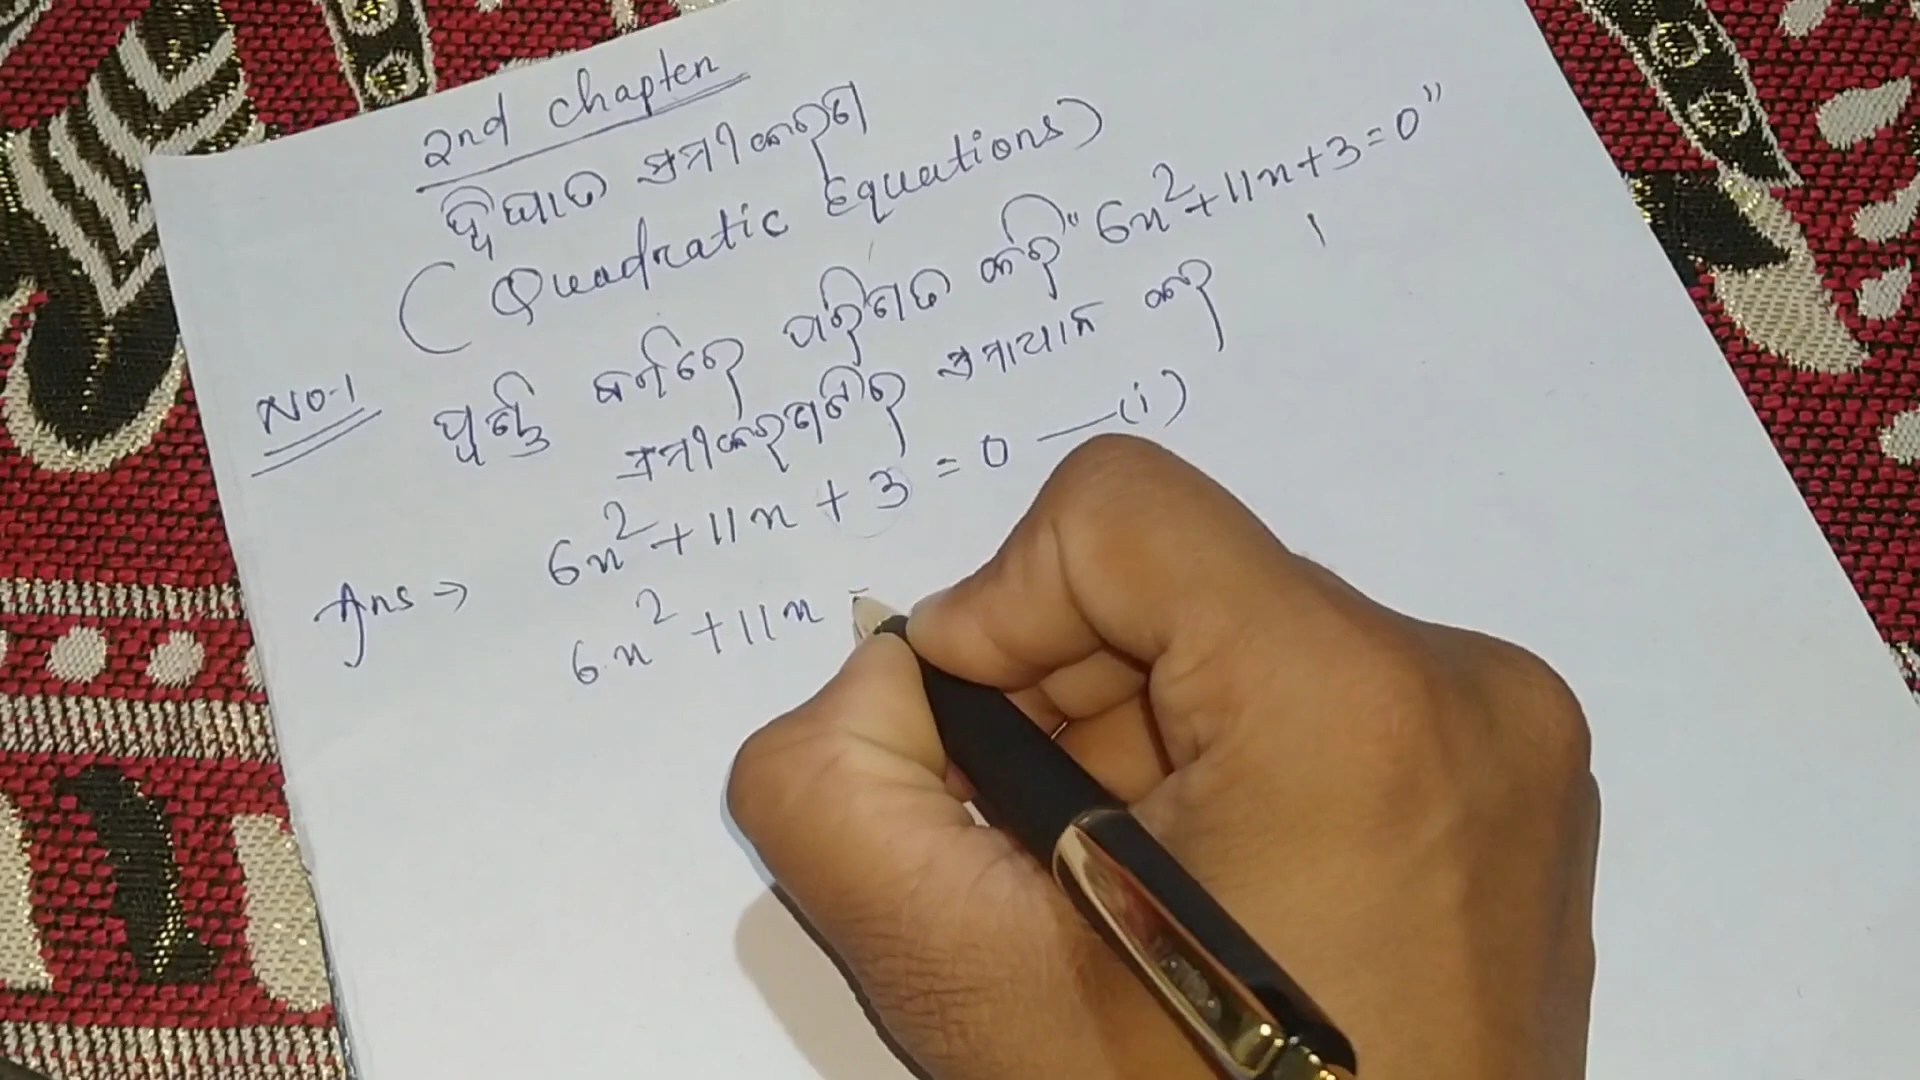 2nd Chapter
ଦ୍ଵିଘାତ ସମୀକରଣ
(Quadratic Equations)
NO-1 ପୂର୍ଣ୍ଣ ବର୍ଗରେ ପରିଣତ କରି "6x²+11x+3=0"
ସମୀକରଣଟିର ସମାଧାନ କର ।
6x² + 11x + 3 = 0 —(i)
Ans → 6x² + 11x =